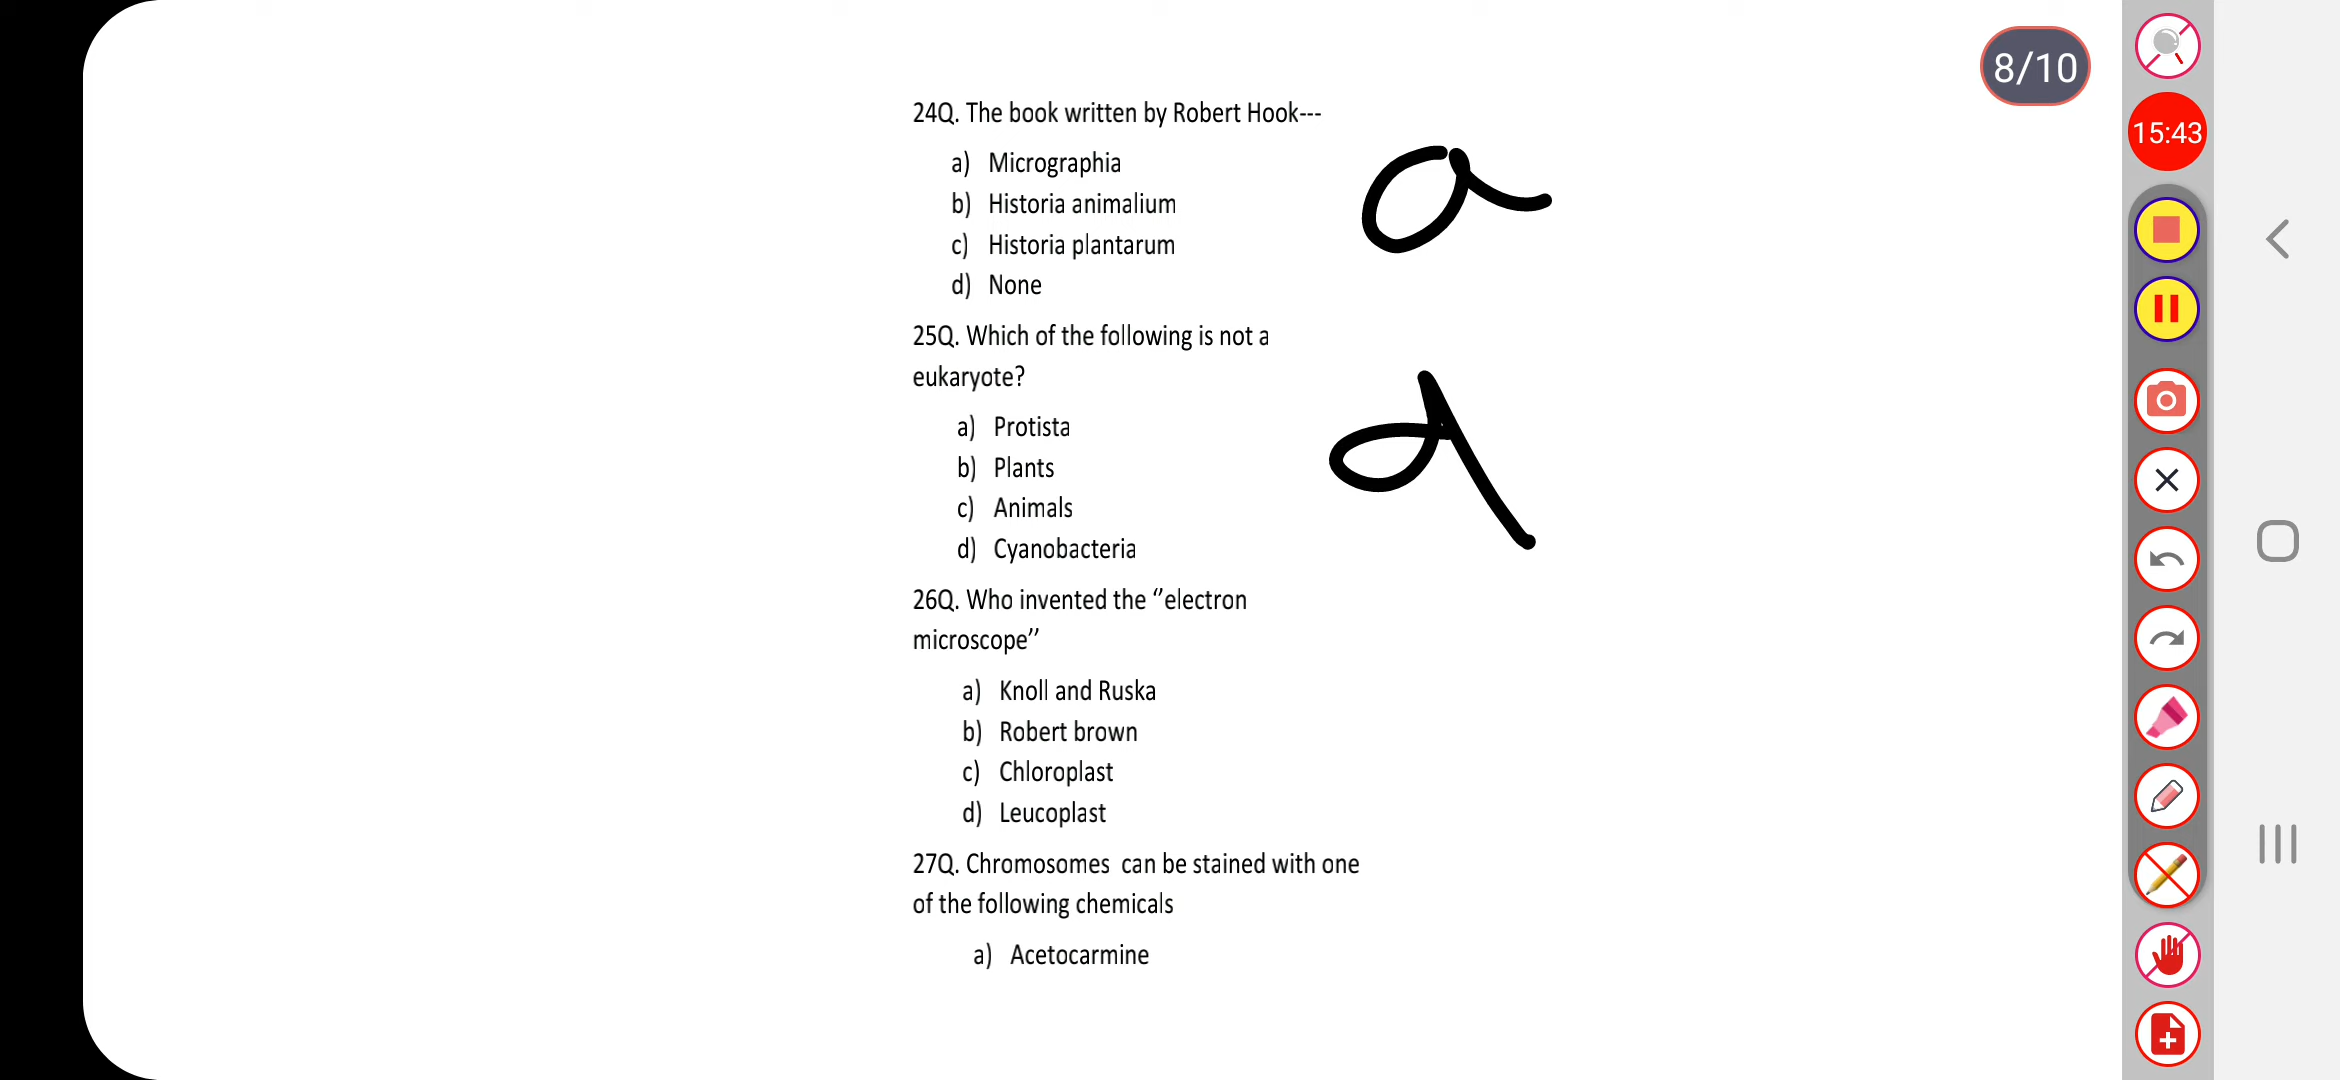 8/10
15:43
24Q. The book written by Robert Hook---
a) Micrographia
a
b) Historia animalium
c) Historia plantarum
d) None
25Q. Which of the following is not a
eukaryote?
a) Protista
d
b) Plants
c) Animals
d) Cyanobacteria
26Q. Who invented the ‘’electron
microscope’’
a) Knoll and Ruska
b) Robert brown
c) Chloroplast
d) Leucoplast
27Q. Chromosomes  can be stained with one
of the following chemicals
a) Acetocarmine